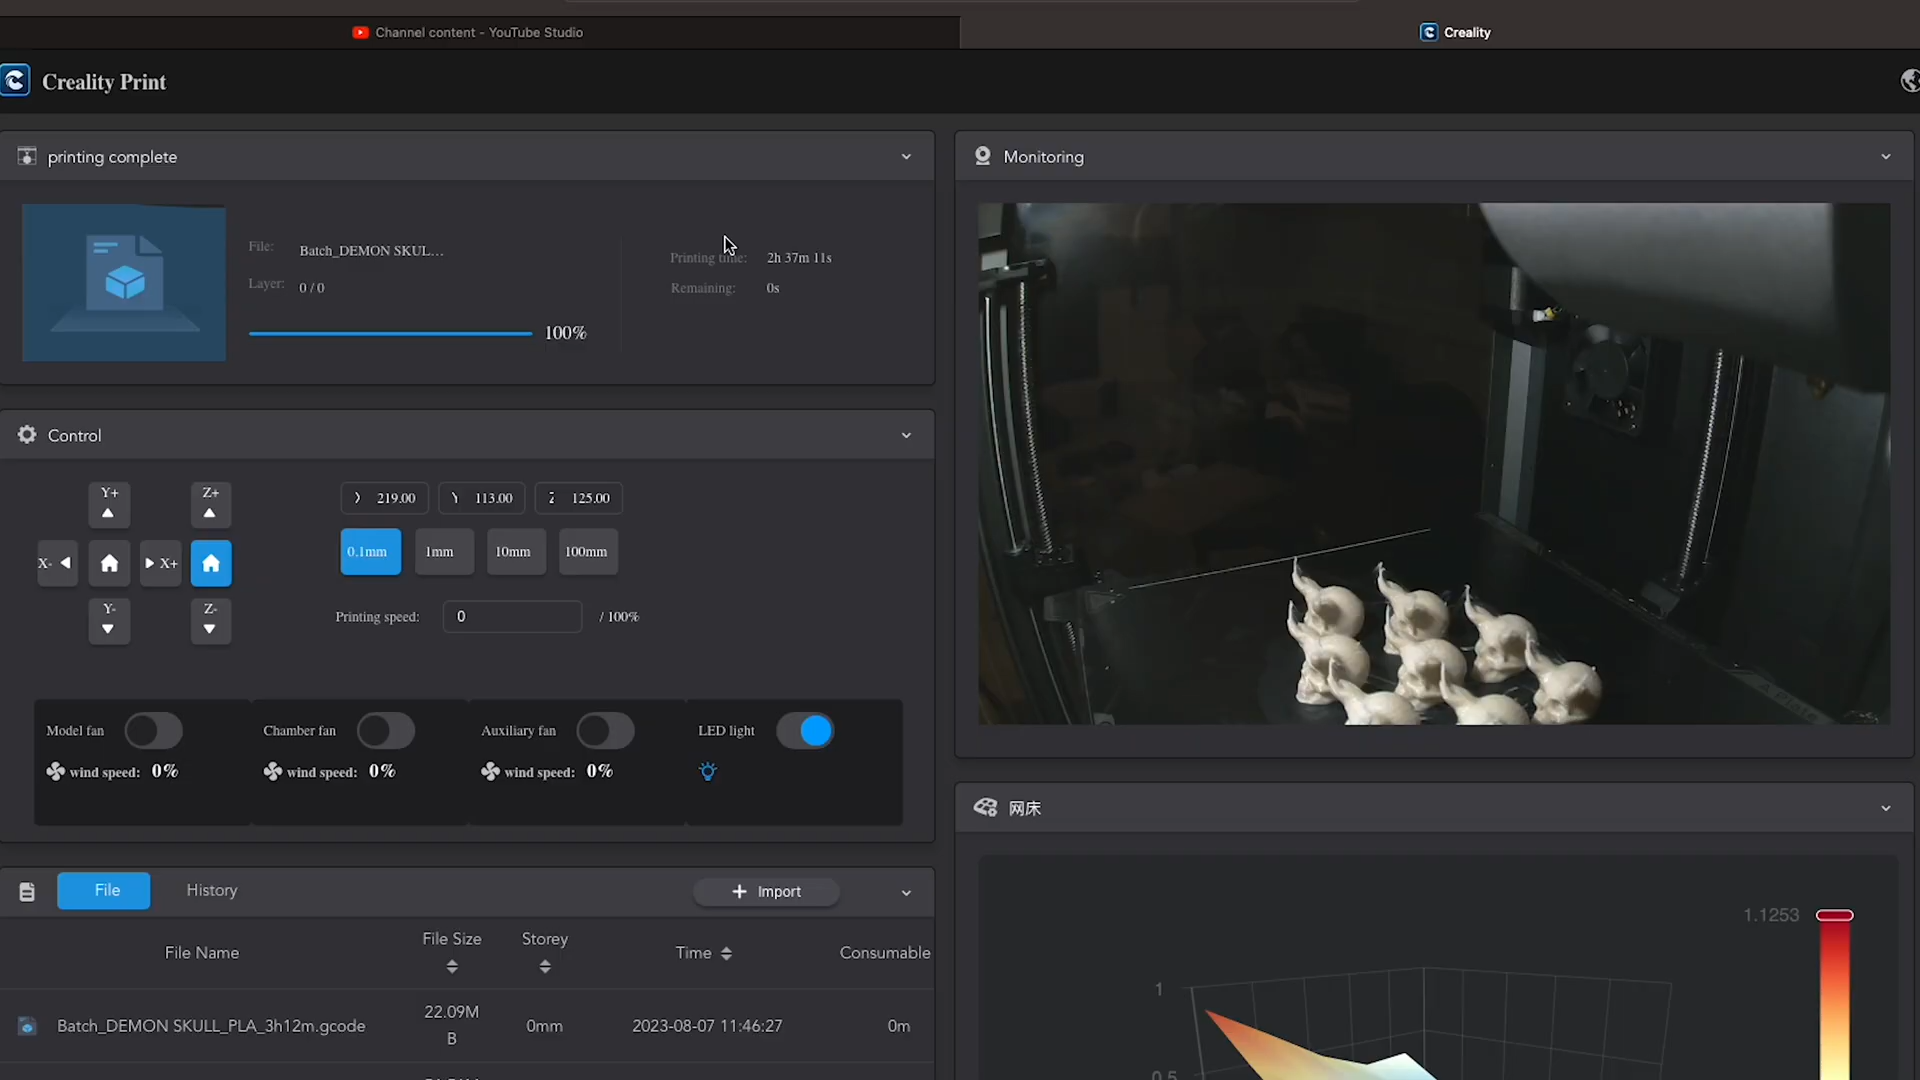 Channel content - YouTube Studio
Creality
Creality Print
printing complete
File: Batch_DEMON SKUL...
Layer: 0 / 0
100%
Printing time: 2h 37m 11s
Remaining: 0s
Control
Y+
Z+
X-
X+
Y-
Z-
219.00
113.00
125.00
0.1mm 1mm 10mm 100mm
Printing speed: 0 / 100%
Model fan
wind speed: 0%
Chamber fan
wind speed: 0%
Auxiliary fan
wind speed: 0%
LED light
File History Import
File Name File Size Storey Time Consumable
Batch_DEMON SKULL_PLA_3h12m.gcode 22.09M 0mm 2023-08-07 11:46:27 0m
B
Monitoring
网床
1.1253
1
0.5